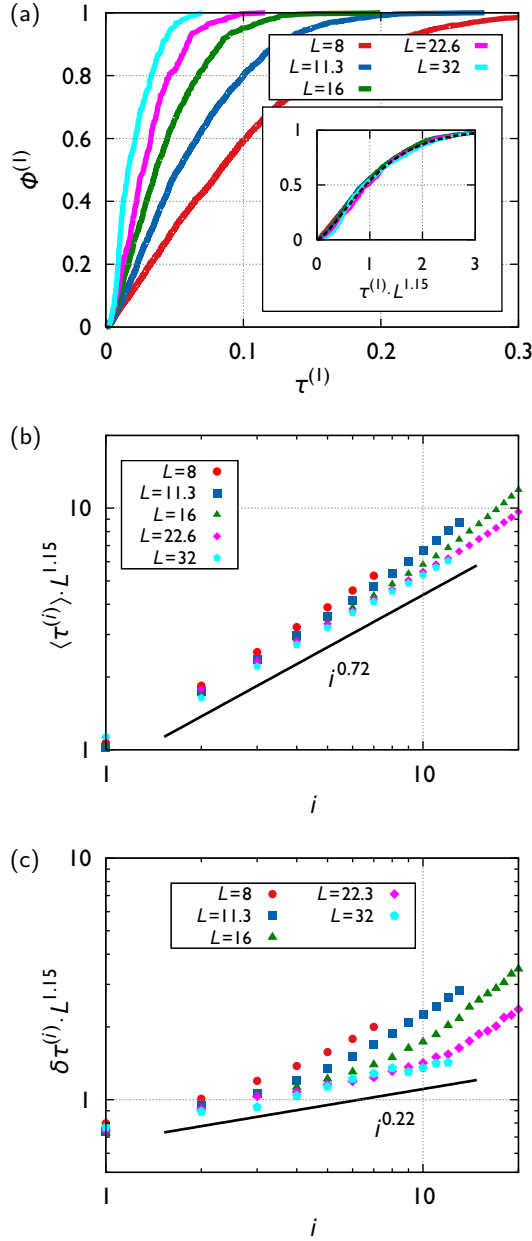 (a)
Φ(1)
1
0.8
0.6
0.4
0.2
0
L=8
L=11.3
L=16
L=22.6
L=32
1
0.5
0
0 1 2 3
τ(1).L1.15
0 0.1 0.2 0.3
τ(1)
(b)
⟨τ(i)⟩.L1.15
10
1
L=8
L=11.3
L=16
L=22.6
L=32
i0.72
1 10
i
(c)
δτ(i).L1.15
10
1
L=8
L=11.3
L=16
L=22.3
L=32
i0.22
1 10
i